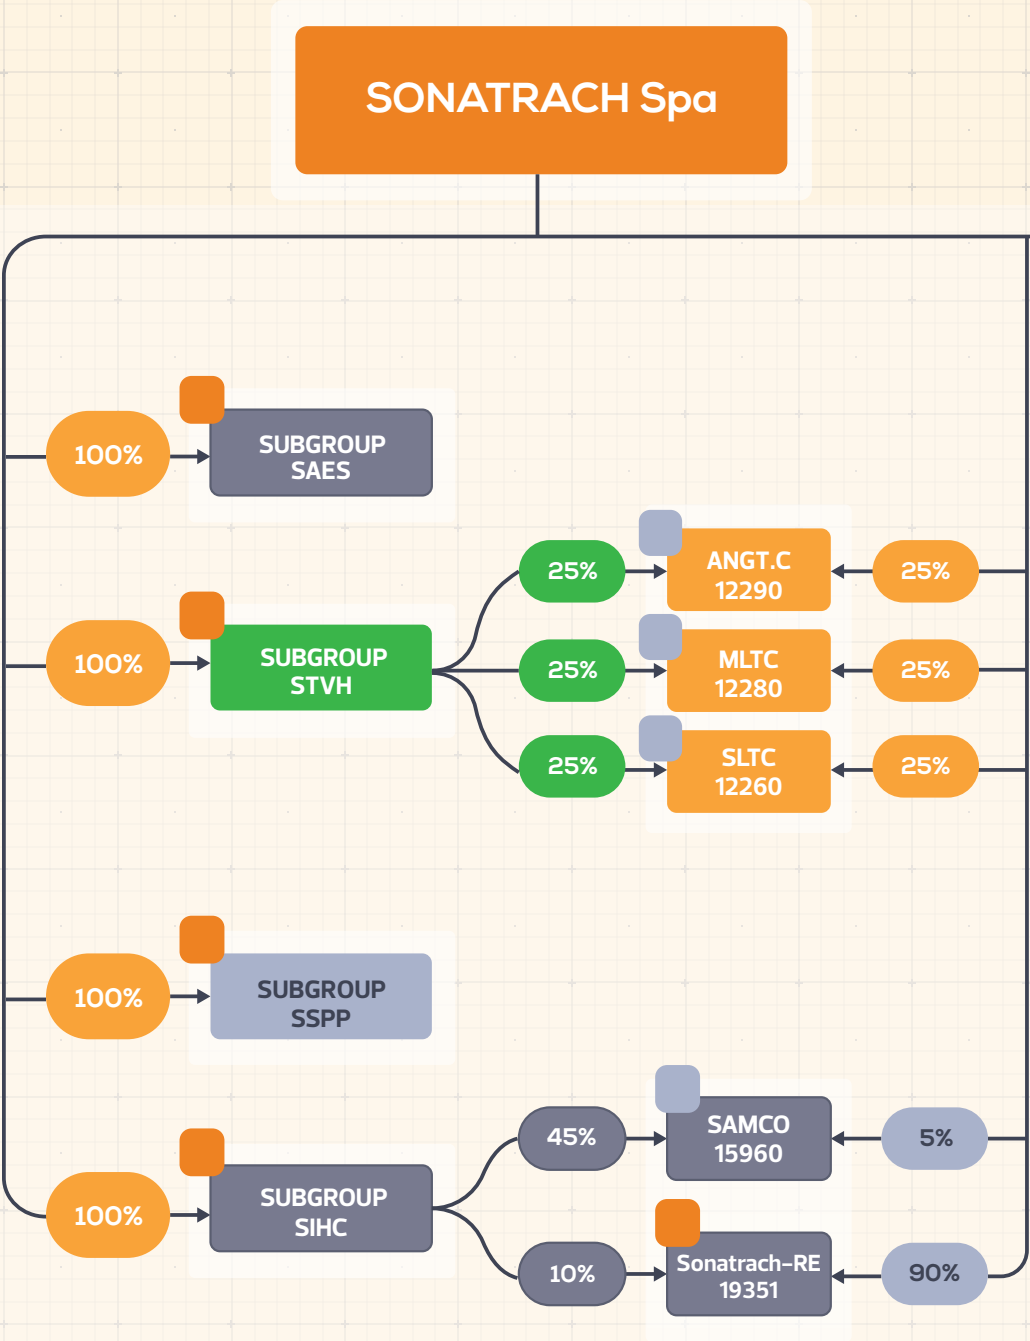 SONATRACH Spa
100%
SUBGROUP
SAES
100%
SUBGROUP
STVH
25%
ANGT.C
12290
25%
25%
MLTC
12280
25%
25%
SLTC
12260
25%
100%
SUBGROUP
SSPP
100%
SUBGROUP
SIHC
45%
SAMCO
15960
5%
10%
Sonatrach-RE
19351
90%